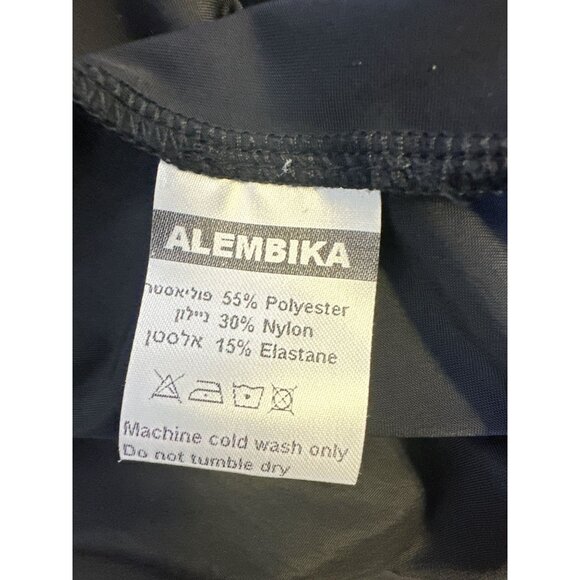 ALEMBIKA
פוליאסטר 55% Polyester
ניילון 30% Nylon
אלסטן 15% Elastane
Machine cold wash only
Do not tumble dry